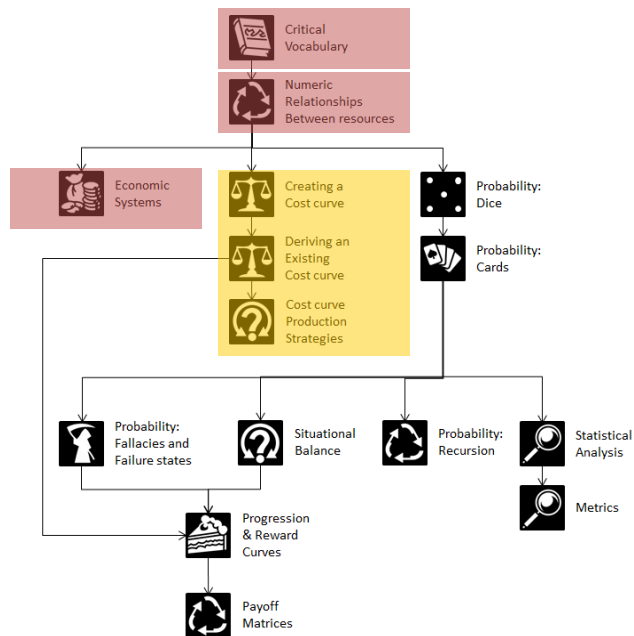 Critical
Vocabulary
Numeric
Relationships
Between resources
Economic
Systems
Creating a
Cost curve
Probability:
Dice
Deriving an
Existing
Cost curve
Probability:
Cards
Cost curve
Production
Strategies
Probability:
Fallacies and
Failure states
Situational
Balance
Probability:
Recursion
Statistical
Analysis
Metrics
Progression
& Reward
Curves
Payoff
Matrices